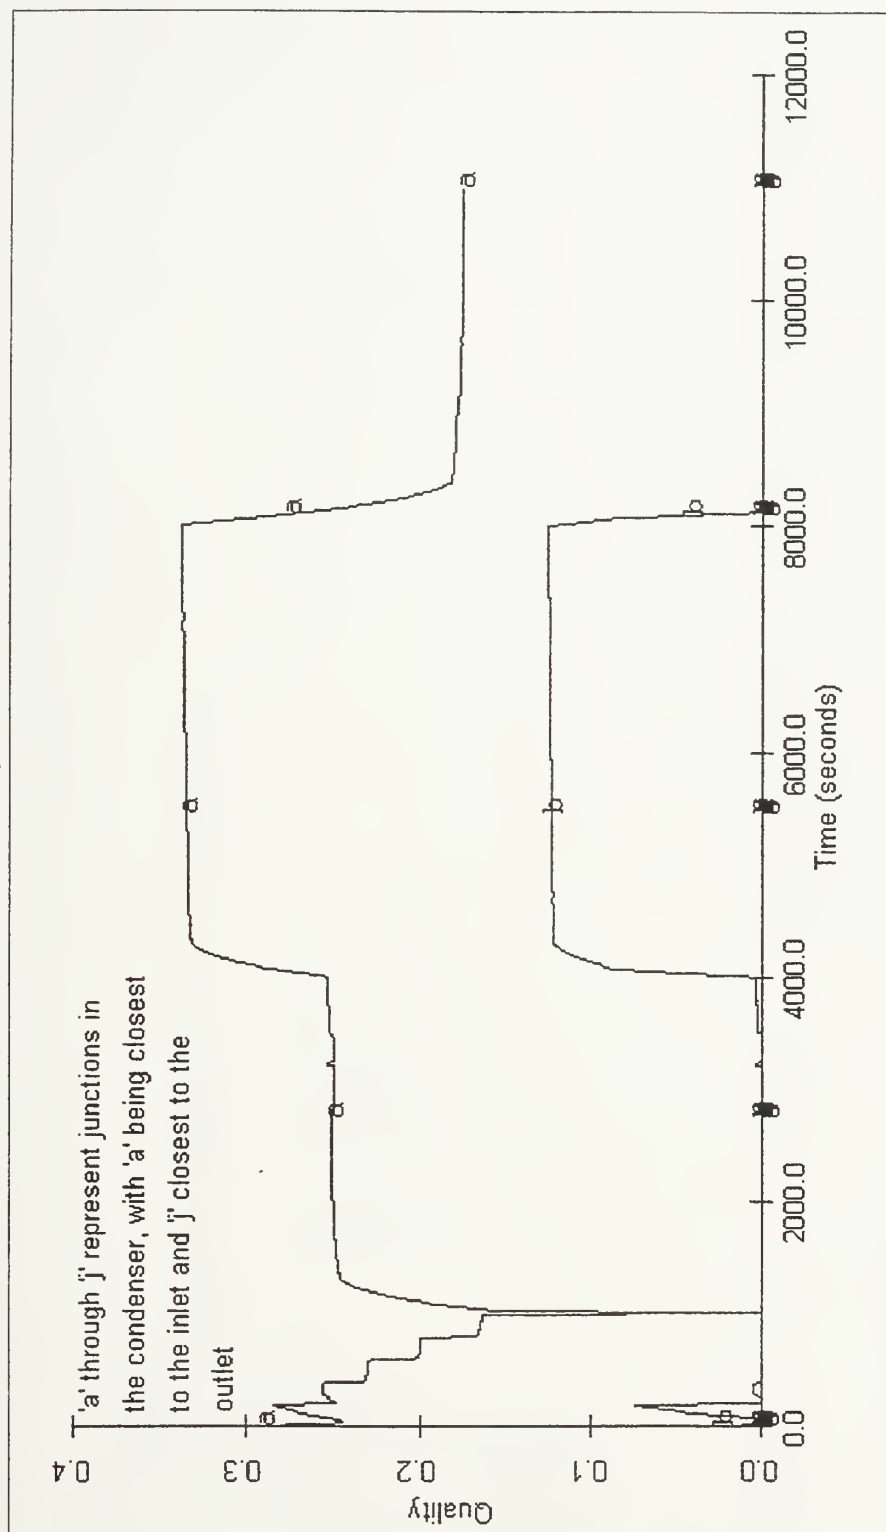 'a' through 'j' represent junctions in
the condenser, with 'a' being closest
to the inlet and 'j' closest to the
outlet
Quality
0.4
0.3
0.2
0.1
0.0
a
a
a
a
a
b
b
b
0.0
2000.0
4000.0
6000.0
8000.0
10000.0
12000.0
Time (seconds)